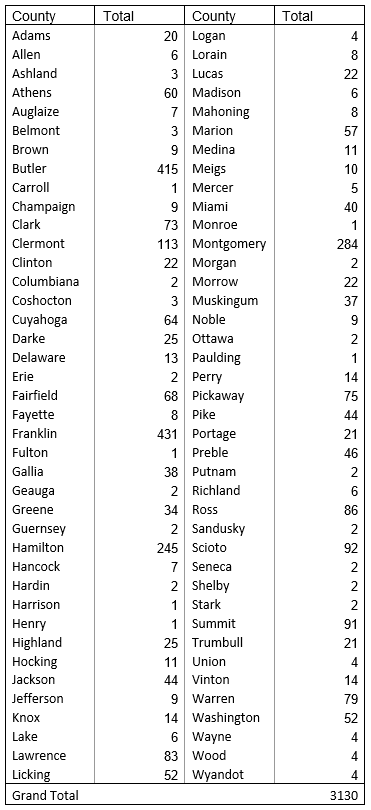 County Total County Total
Adams 20 Logan 4
Allen 6 Lorain 8
Ashland 3 Lucas 22
Athens 60 Madison 6
Auglaize 7 Mahoning 8
Belmont 3 Marion 57
Brown 9 Medina 11
Butler 415 Meigs 10
Carroll 1 Mercer 5
Champaign 9 Miami 40
Clark 73 Monroe 1
Clermont 113 Montgomery 284
Clinton 22 Morgan 2
Columbiana 2 Morrow 22
Coshocton 3 Muskingum 37
Cuyahoga 64 Noble 9
Darke 25 Ottawa 2
Delaware 13 Paulding 1
Erie 2 Perry 14
Fairfield 68 Pickaway 75
Fayette 8 Pike 44
Franklin 431 Portage 21
Fulton 1 Preble 46
Gallia 38 Putnam 2
Geauga 2 Richland 6
Greene 34 Ross 86
Guernsey 2 Sandusky 2
Hamilton 245 Scioto 92
Hancock 7 Seneca 2
Hardin 2 Shelby 2
Harrison 1 Stark 2
Henry 1 Summit 91
Highland 25 Trumbull 21
Hocking 11 Union 4
Jackson 44 Vinton 14
Jefferson 9 Warren 79
Knox 14 Washington 52
Lake 6 Wayne 4
Lawrence 83 Wood 4
Licking 52 Wyandot 4
Grand Total 3130